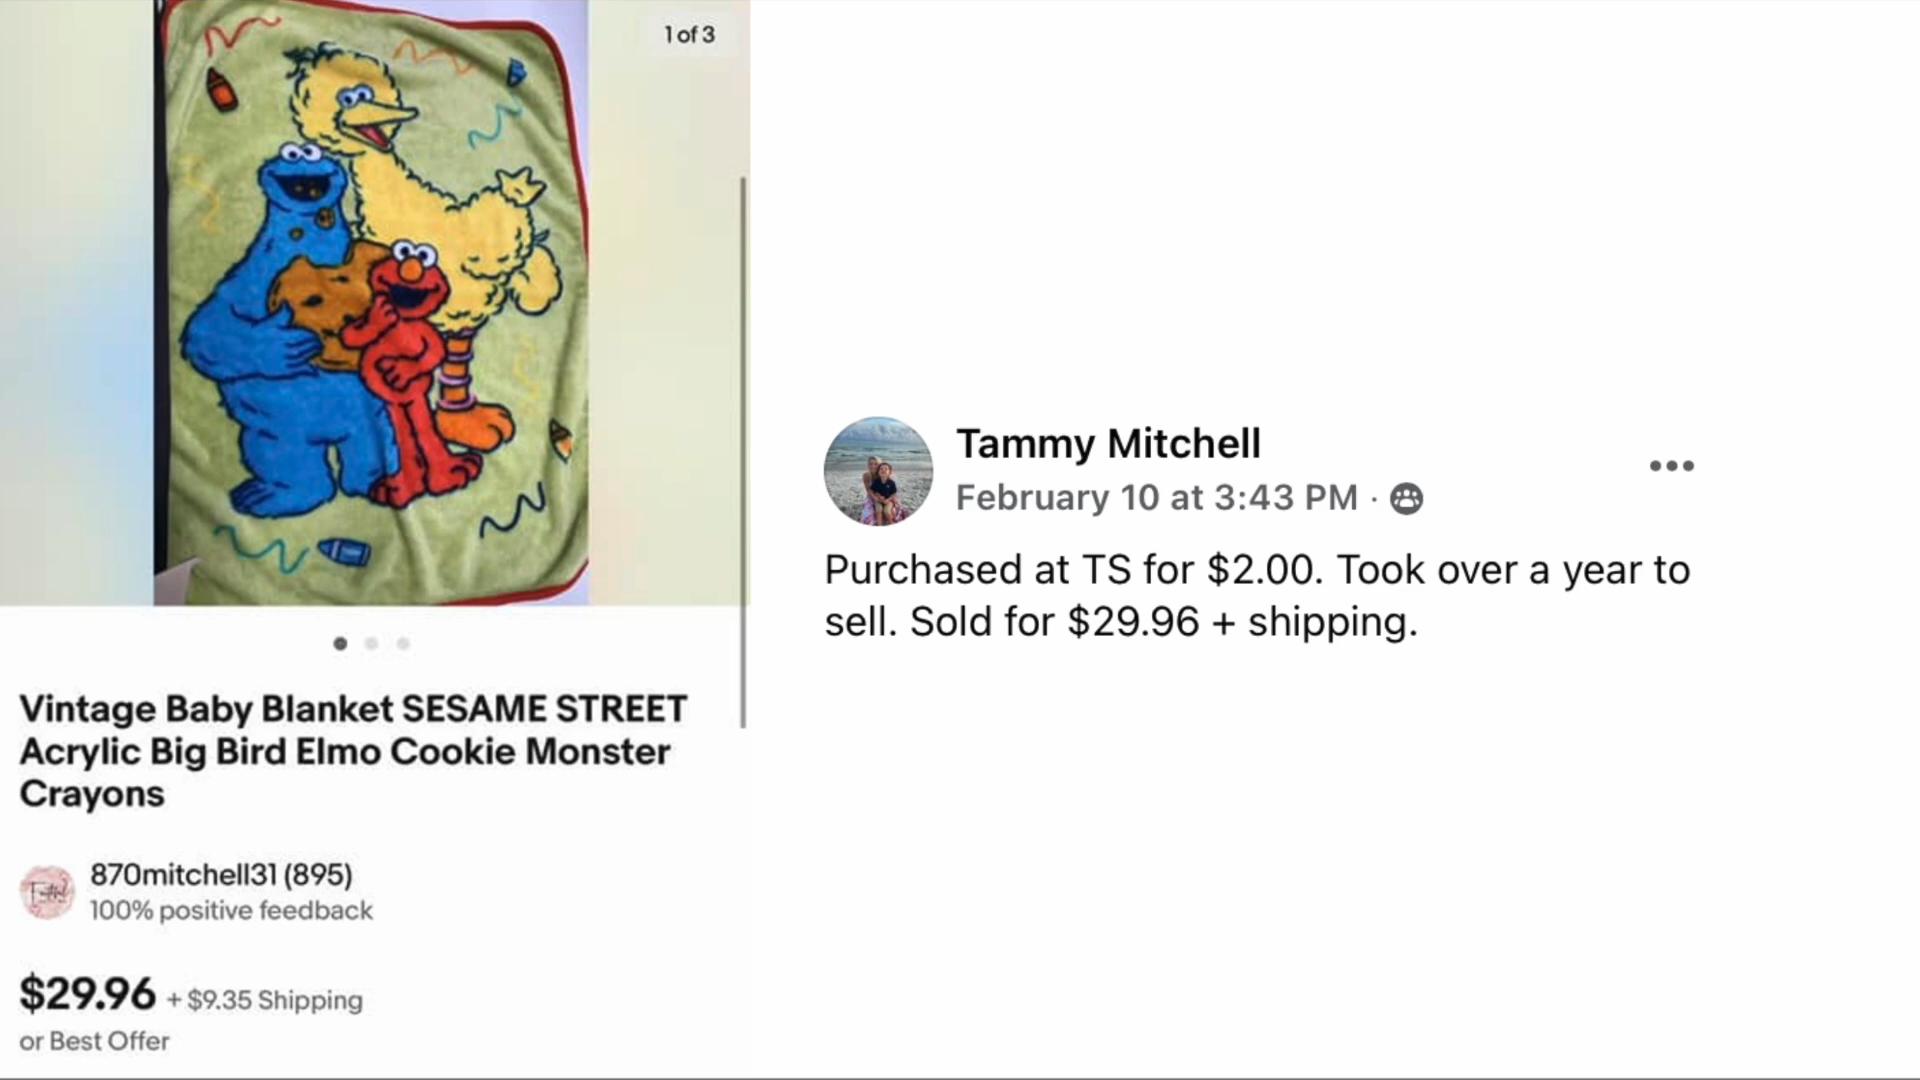 1 of 3
Vintage Baby Blanket SESAME STREET
Acrylic Big Bird Elmo Cookie Monster
Crayons
870mitchell31 (895)
100% positive feedback
$29.96 + $9.35 Shipping
or Best Offer
Tammy Mitchell
February 10 at 3:43 PM ·
Purchased at TS for $2.00. Took over a year to
sell. Sold for $29.96 + shipping.